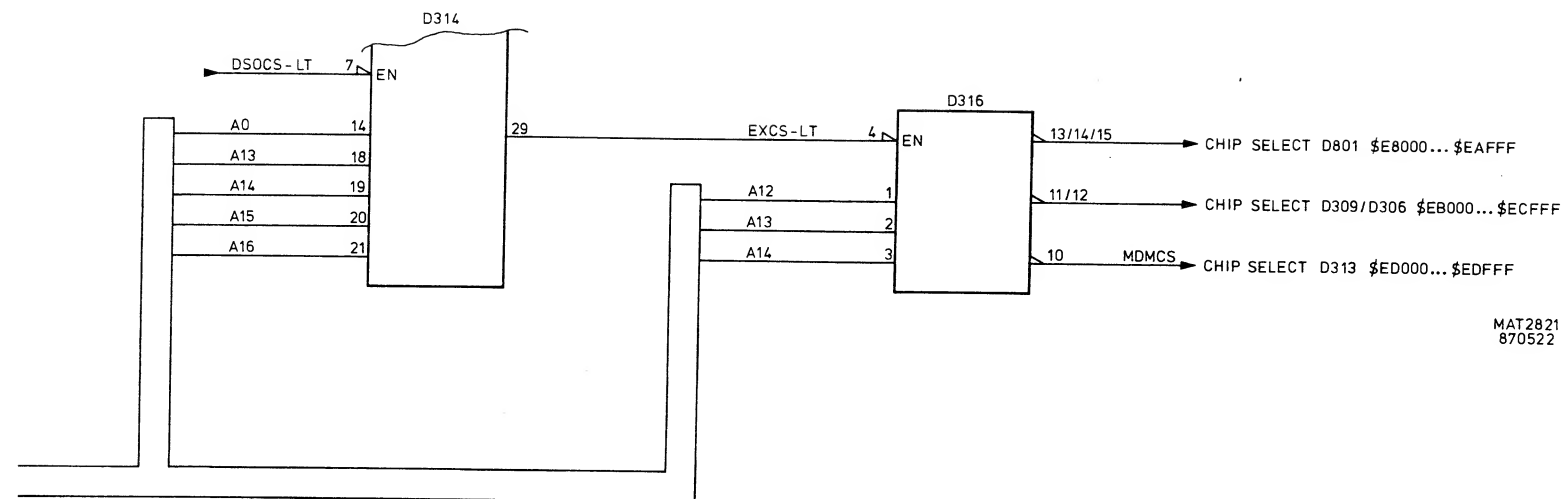 D314
DSOCS-LT 7 EN
A0 14
A13 18
A14 19
A15 20
A16 21
29 EXCS-LT 4 EN
D316
A12 1
A13 2
A14 3
13/14/15 CHIP SELECT D801 $E8000...$EAFFF
11/12 CHIP SELECT D309/D306 $EB000...$ECFFF
10 MDMCS CHIP SELECT D313 $ED000...$EDFFF
MAT2821
870522